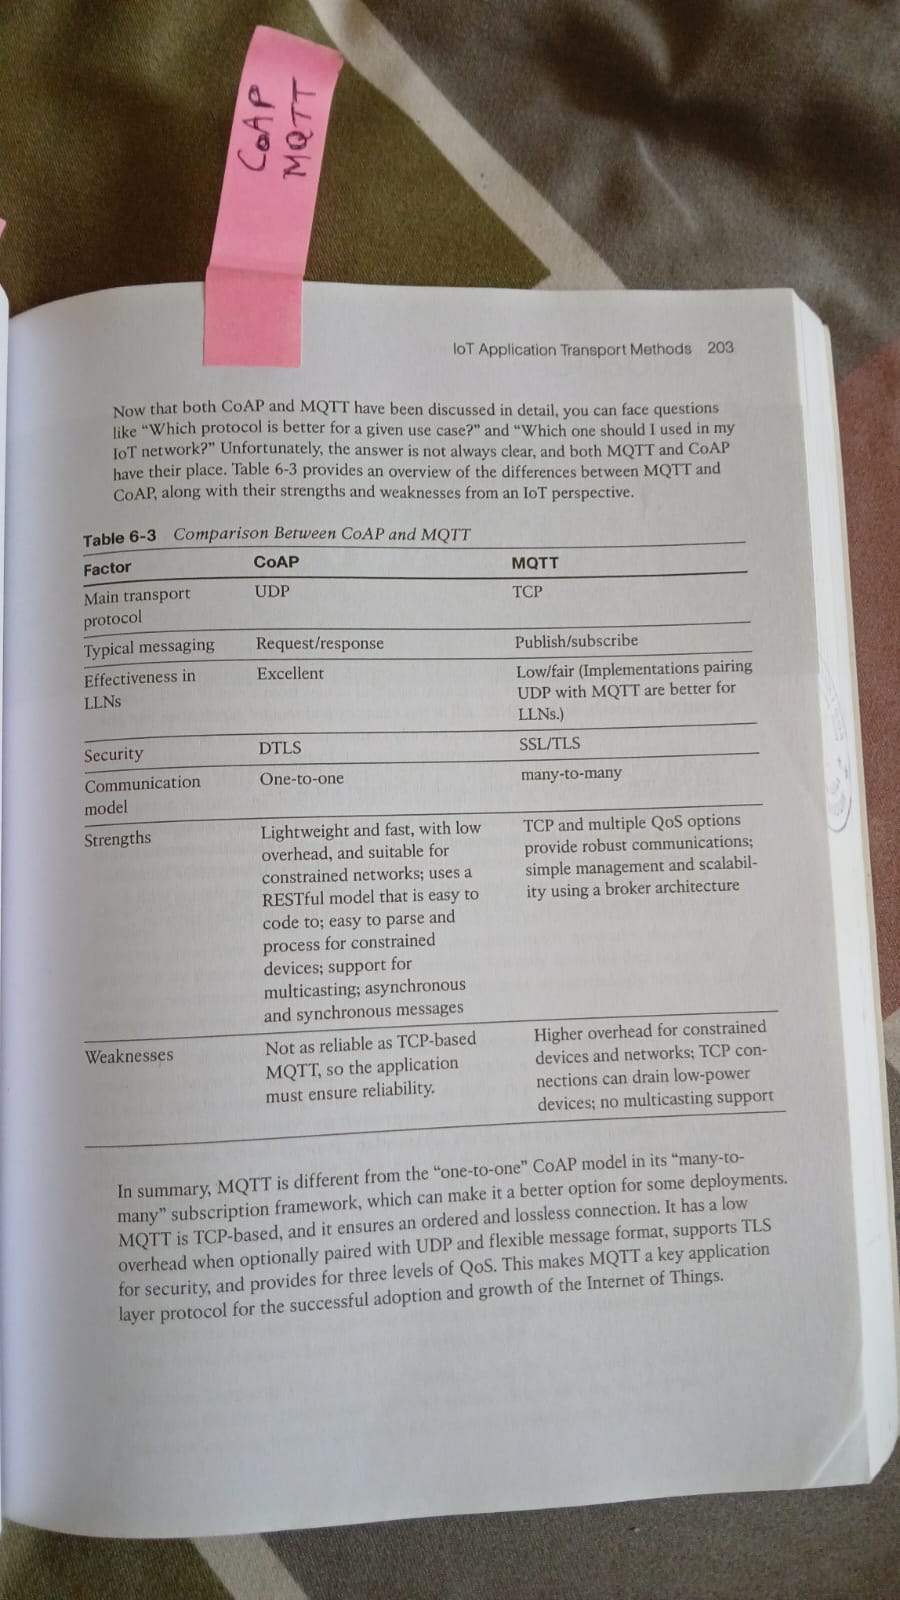 CoAP
MQTT
IoT Application Transport Methods 203
Now that both CoAP and MQTT have been discussed in detail, you can face questions
like “Which protocol is better for a given use case?” and “Which one should I used in my
IoT network?” Unfortunately, the answer is not always clear, and both MQTT and CoAP
have their place. Table 6-3 provides an overview of the differences between MQTT and
CoAP, along with their strengths and weaknesses from an IoT perspective.
Table 6-3 Comparison Between CoAP and MQTT
Factor CoAP MQTT
Main transport UDP TCP
protocol
Typical messaging Request/response Publish/subscribe
Effectiveness in Excellent Low/fair (Implementations pairing
LLNs UDP with MQTT are better for
LLNs.)
Security DTLS SSL/TLS
Communication One-to-one many-to-many
model
Strengths Lightweight and fast, with low TCP and multiple QoS options
overhead, and suitable for provide robust communications;
constrained networks; uses a simple management and scalabil-
RESTful model that is easy to ity using a broker architecture
code to; easy to parse and
process for constrained
devices; support for
multicasting; asynchronous
and synchronous messages
Weaknesses Not as reliable as TCP-based Higher overhead for constrained
MQTT, so the application devices and networks; TCP con-
must ensure reliability. nections can drain low-power
devices; no multicasting support
In summary, MQTT is different from the “one-to-one” CoAP model in its “many-to-
many” subscription framework, which can make it a better option for some deployments.
MQTT is TCP-based, and it ensures an ordered and lossless connection. It has a low
overhead when optionally paired with UDP and flexible message format, supports TLS
for security, and provides for three levels of QoS. This makes MQTT a key application
layer protocol for the successful adoption and growth of the Internet of Things.